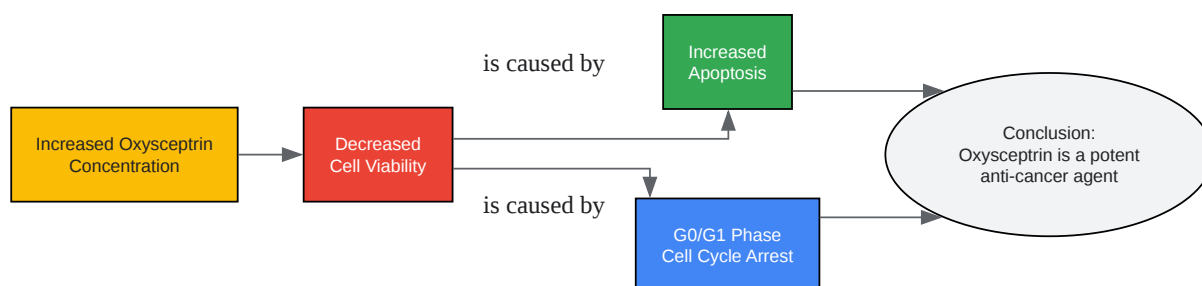 Increased Oxysceptrin
Concentration
Decreased
Cell Viability
is caused by
is caused by
Increased
Apoptosis
G0/G1 Phase
Cell Cycle Arrest
Conclusion:
Oxysceptrin is a potent
anti-cancer agent